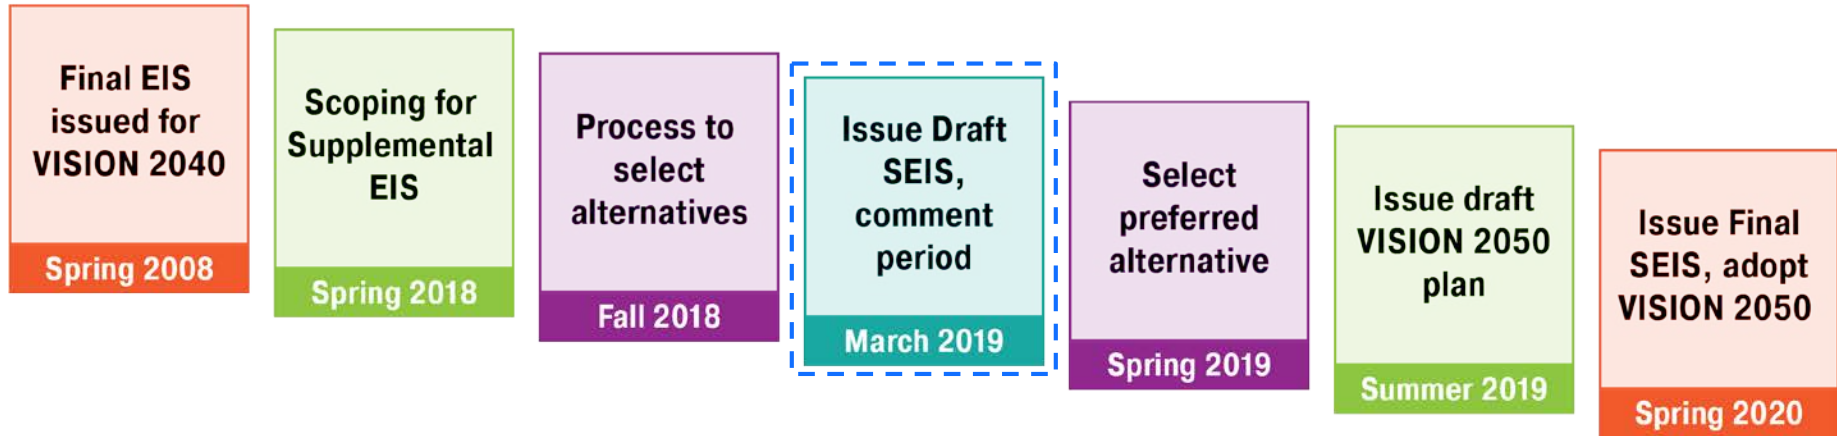 Final EIS
issued for
VISION 2040
Spring 2008
Scoping for
Supplemental
EIS
Spring 2018
Process to
select
alternatives
Fall 2018
Issue Draft
SEIS,
comment
period
March 2019
Select
preferred
alternative
Spring 2019
Issue draft
VISION 2050
plan
Summer 2019
Issue Final
SEIS, adopt
VISION 2050
Spring 2020